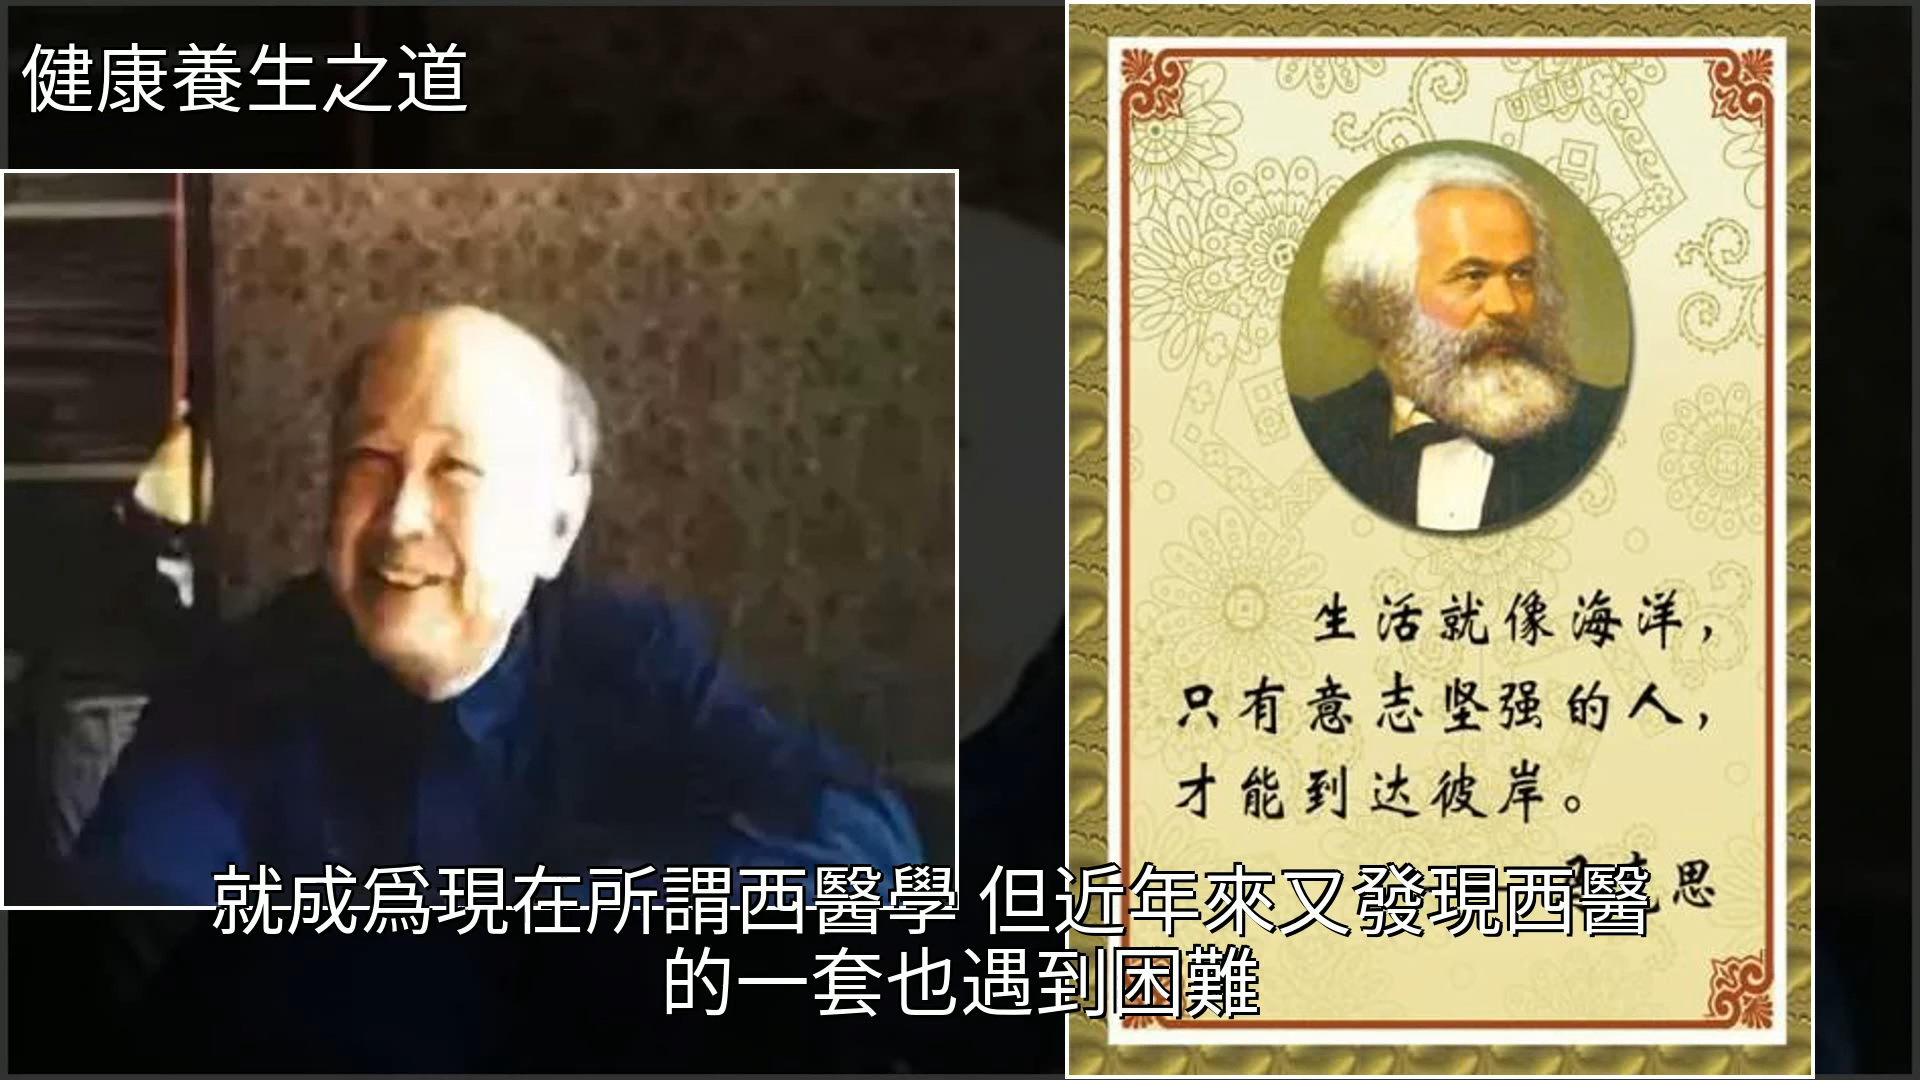 健康養生之道
生活就像海洋，
只有意志坚强的人，
才能到达彼岸。
思
就成爲現在所謂西醫學 但近年來又發現西醫
的一套也遇到困難